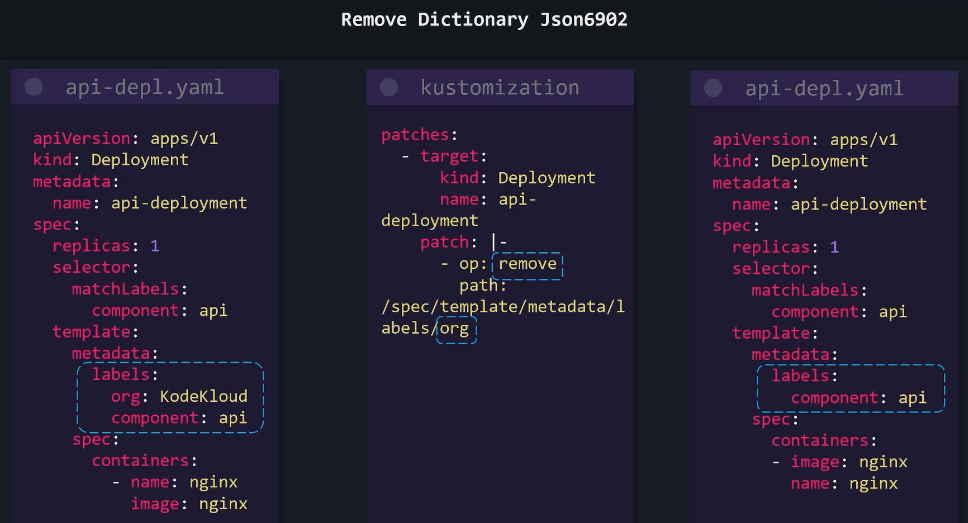 Remove Dictionary Json6902
api-depl.yaml
apiVersion: apps/v1
kind: Deployment
metadata:
  name: api-deployment
spec:
  replicas: 1
  selector:
    matchLabels:
      component: api
  template:
    metadata:
      labels:
        org: KodeKloud
        component: api
    spec:
      containers:
        - name: nginx
          image: nginx
kustomization
patches:
  - target:
      kind: Deployment
      name: api-
deployment
    patch: |-
      - op: remove
        path:
/spec/template/metadata/l
abels/org
api-depl.yaml
apiVersion: apps/v1
kind: Deployment
metadata:
  name: api-deployment
spec:
  replicas: 1
  selector:
    matchLabels:
      component: api
  template:
    metadata:
      labels:
        component: api
    spec:
      containers:
      - image: nginx
        name: nginx